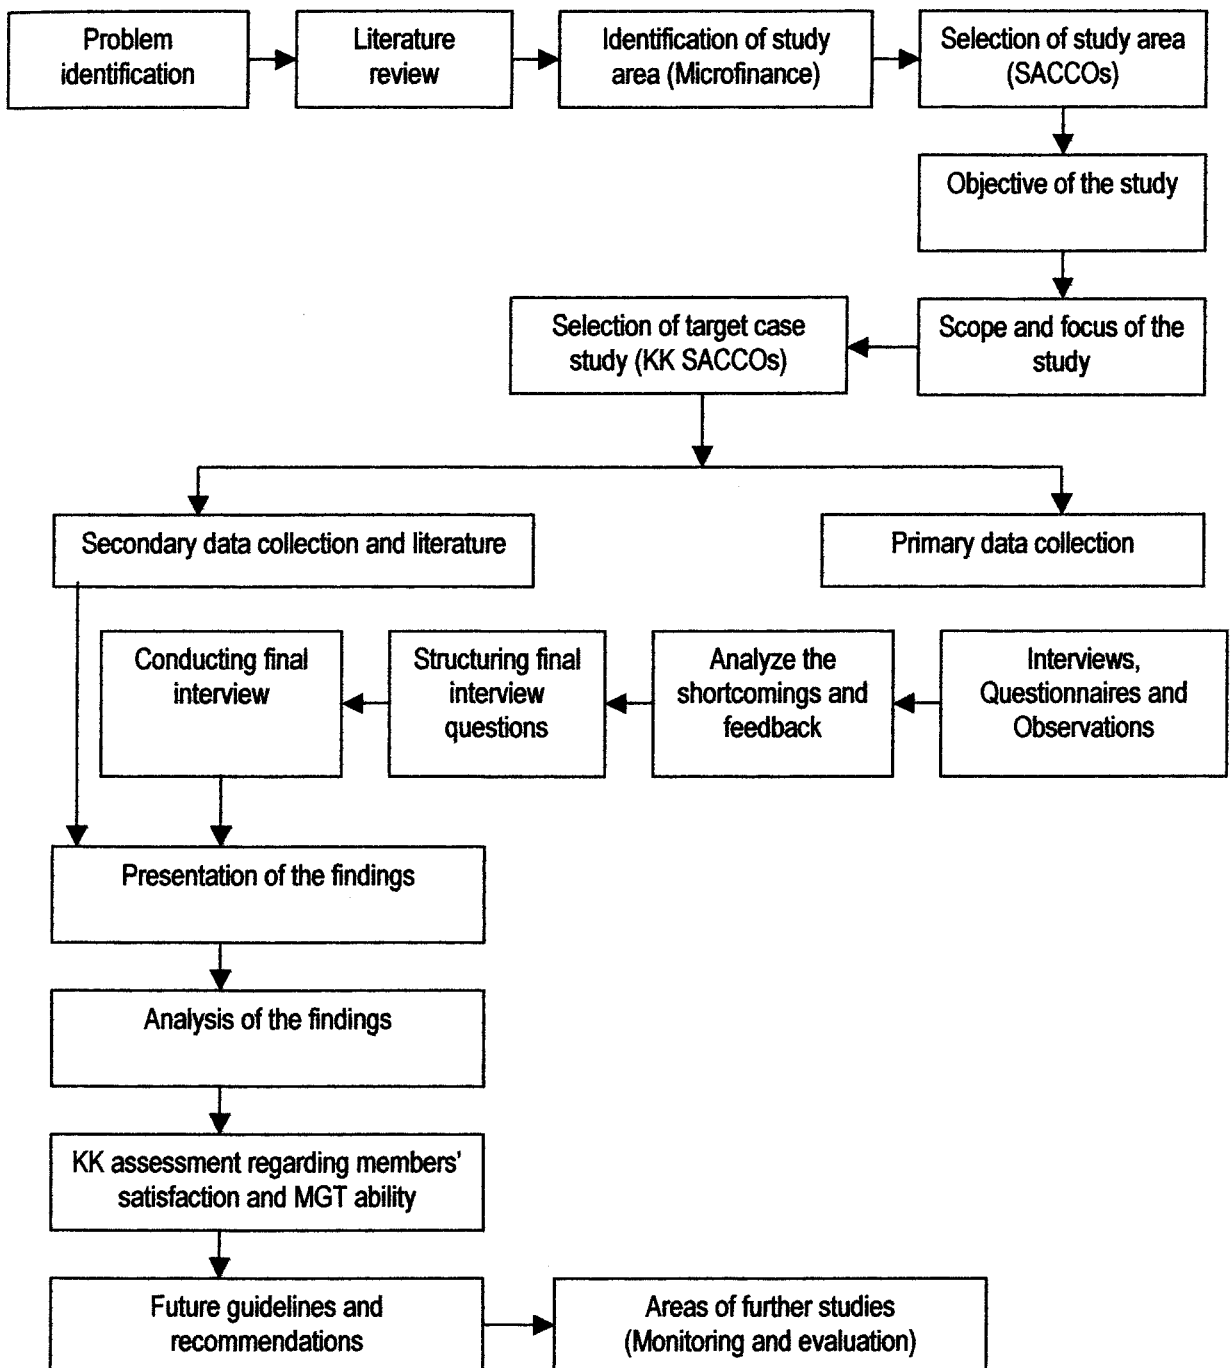 Problem
identification
Literature
review
Identification of study
area (Microfinance)
Selection of study area
(SACCOs)
Objective of the study
Scope and focus of the
study
Selection of target case
study (KK SACCOs)
Secondary data collection and literature
Primary data collection
Interviews,
Questionnaires and
Observations
Analyze the
shortcomings and
feedback
Structuring final
interview
questions
Conducting final
interview
Presentation of the findings
Analysis of the findings
KK assessment regarding members'
satisfaction and MGT ability
Future guidelines and
recommendations
Areas of further studies
(Monitoring and evaluation)